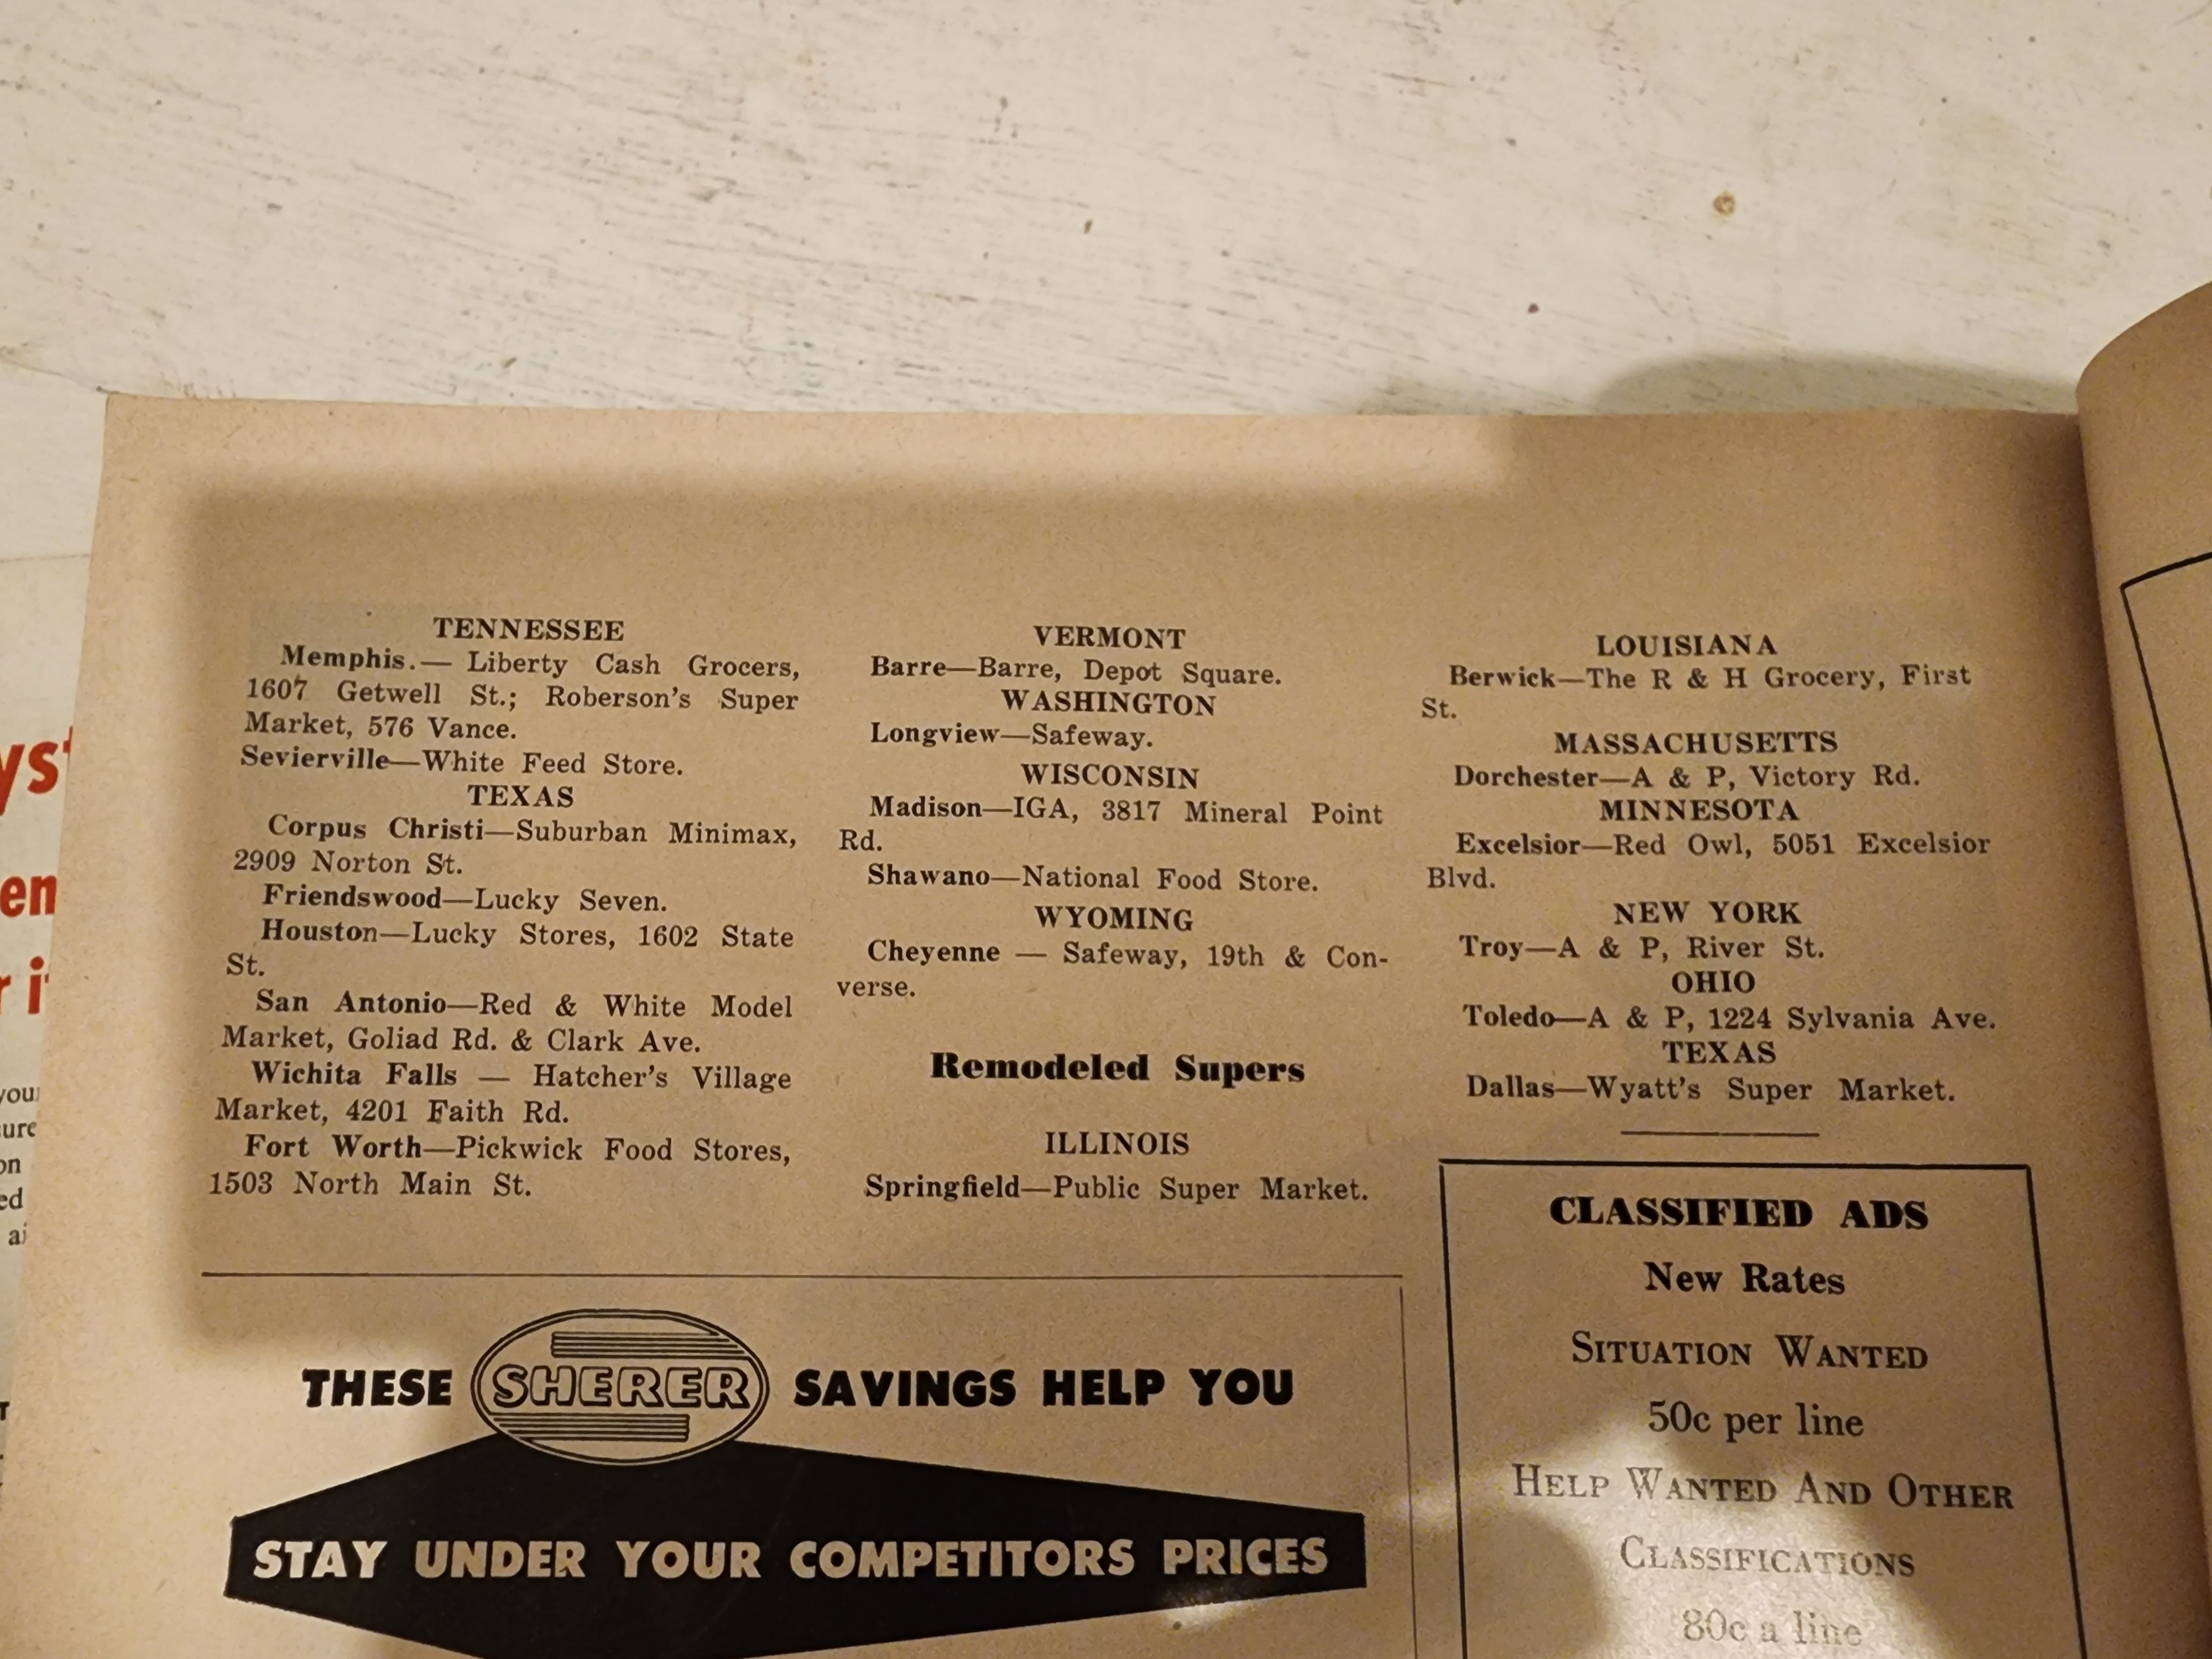 TENNESSEE
Memphis.— Liberty Cash Grocers,
1607 Getwell St.; Roberson's Super
Market, 576 Vance.
Sevierville—White Feed Store.
TEXAS
Corpus Christi—Suburban Minimax,
2909 Norton St.
Friendswood—Lucky Seven.
Houston—Lucky Stores, 1602 State
St.
San Antonio—Red & White Model
Market, Goliad Rd. & Clark Ave.
Wichita Falls — Hatcher's Village
Market, 4201 Faith Rd.
Fort Worth—Pickwick Food Stores,
1503 North Main St.
VERMONT
Barre—Barre, Depot Square.
WASHINGTON
Longview—Safeway.
WISCONSIN
Madison—IGA, 3817 Mineral Point
Rd.
Shawano—National Food Store.
WYOMING
Cheyenne — Safeway, 19th & Con-
verse.
Remodeled Supers
ILLINOIS
Springfield—Public Super Market.
LOUISIANA
Berwick—The R & H Grocery, First
St.
MASSACHUSETTS
Dorchester—A & P, Victory Rd.
MINNESOTA
Excelsior—Red Owl, 5051 Excelsior
Blvd.
NEW YORK
Troy—A & P, River St.
OHIO
Toledo—A & P, 1224 Sylvania Ave.
TEXAS
Dallas—Wyatt's Super Market.
THESE SHERER SAVINGS HELP YOU
STAY UNDER YOUR COMPETITORS PRICES
CLASSIFIED ADS
New Rates
SITUATION WANTED
50c per line
HELP WANTED AND OTHER
CLASSIFICATIONS
80c a line